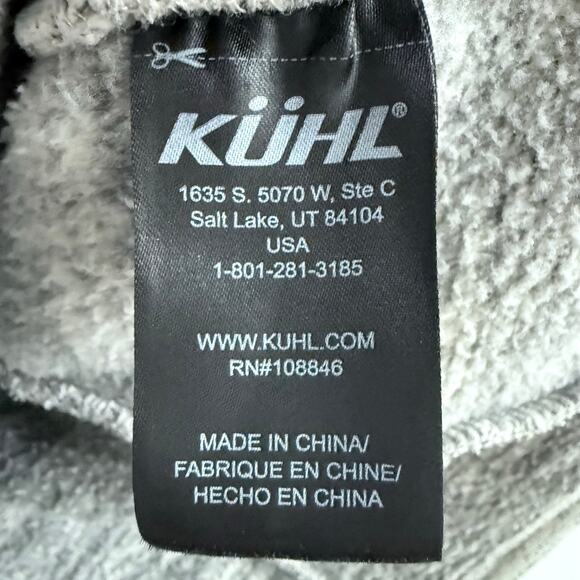 KÜHL®
1635 S. 5070 W, Ste C
Salt Lake, UT 84104
USA
1-801-281-3185
WWW.KUHL.COM
RN#108846
MADE IN CHINA/
FABRIQUE EN CHINE/
HECHO EN CHINA